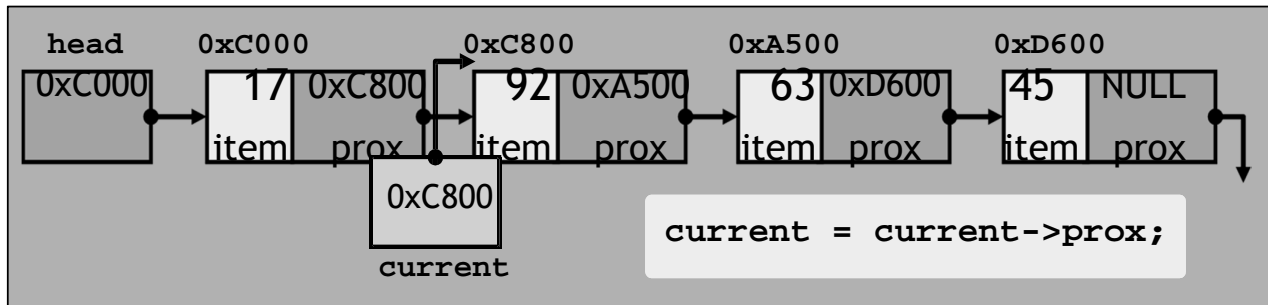 head 0xC000 0xC800 0xA500 0xD600
0xC000 17 0xC800 92 0xA500 63 0xD600 45 NULL
item prox item prox item prox item prox
0xC800
current = current->prox;
current